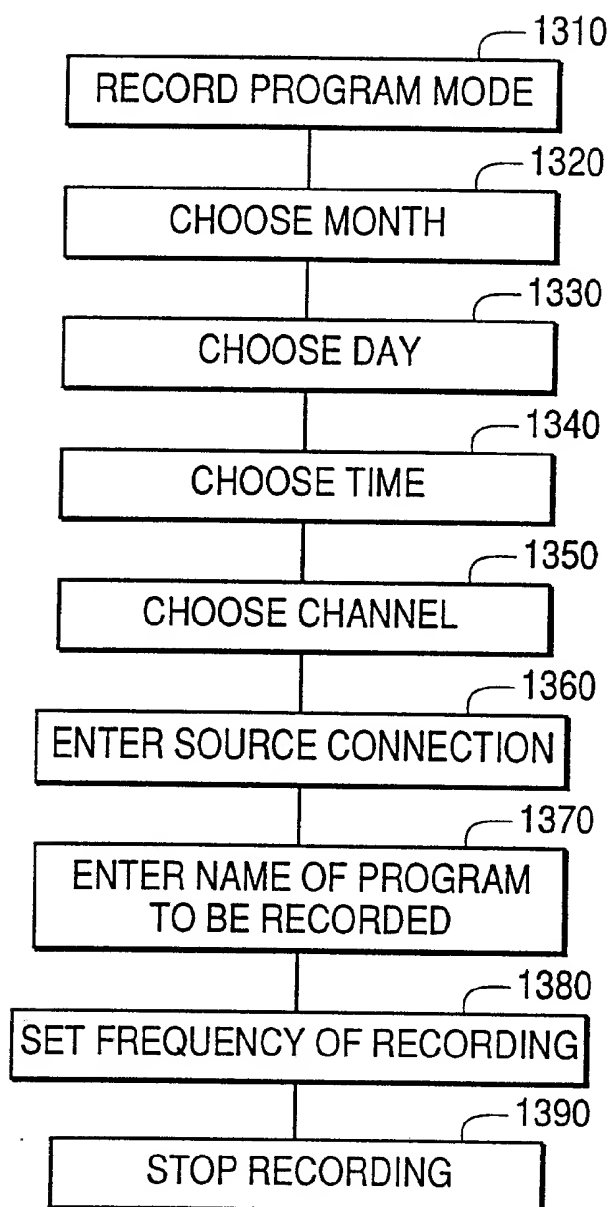 1310
RECORD PROGRAM MODE
1320
CHOOSE MONTH
1330
CHOOSE DAY
1340
CHOOSE TIME
1350
CHOOSE CHANNEL
1360
ENTER SOURCE CONNECTION
1370
ENTER NAME OF PROGRAM
TO BE RECORDED
1380
SET FREQUENCY OF RECORDING
1390
STOP RECORDING